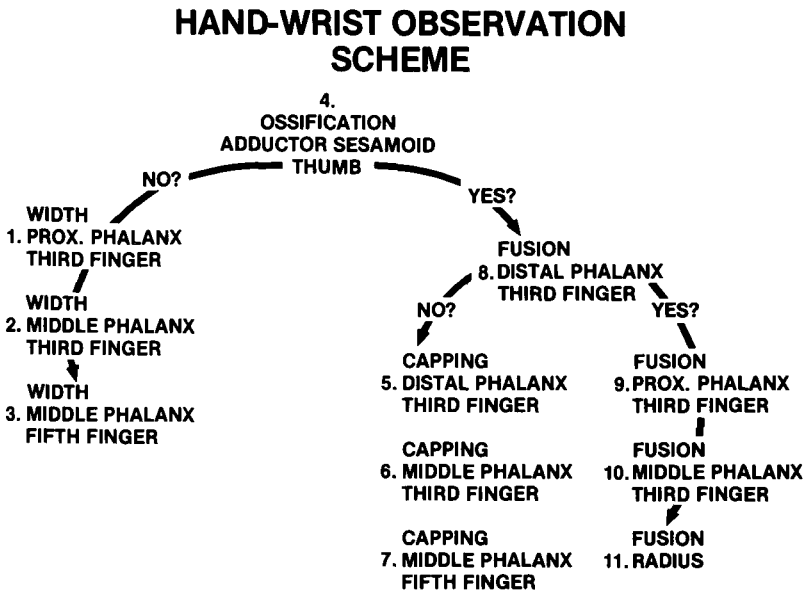 HAND-WRIST OBSERVATION
SCHEME
4.
OSSIFICATION
ADDUCTOR SESAMOID
THUMB
NO?
YES?
WIDTH
1. PROX. PHALANX
THIRD FINGER
WIDTH
2. MIDDLE PHALANX
THIRD FINGER
WIDTH
3. MIDDLE PHALANX
FIFTH FINGER
FUSION
8. DISTAL PHALANX
THIRD FINGER
NO?
YES?
CAPPING
5. DISTAL PHALANX
THIRD FINGER
CAPPING
6. MIDDLE PHALANX
THIRD FINGER
CAPPING
7. MIDDLE PHALANX
FIFTH FINGER
FUSION
9. PROX. PHALANX
THIRD FINGER
FUSION
10. MIDDLE PHALANX
THIRD FINGER
FUSION
11. RADIUS